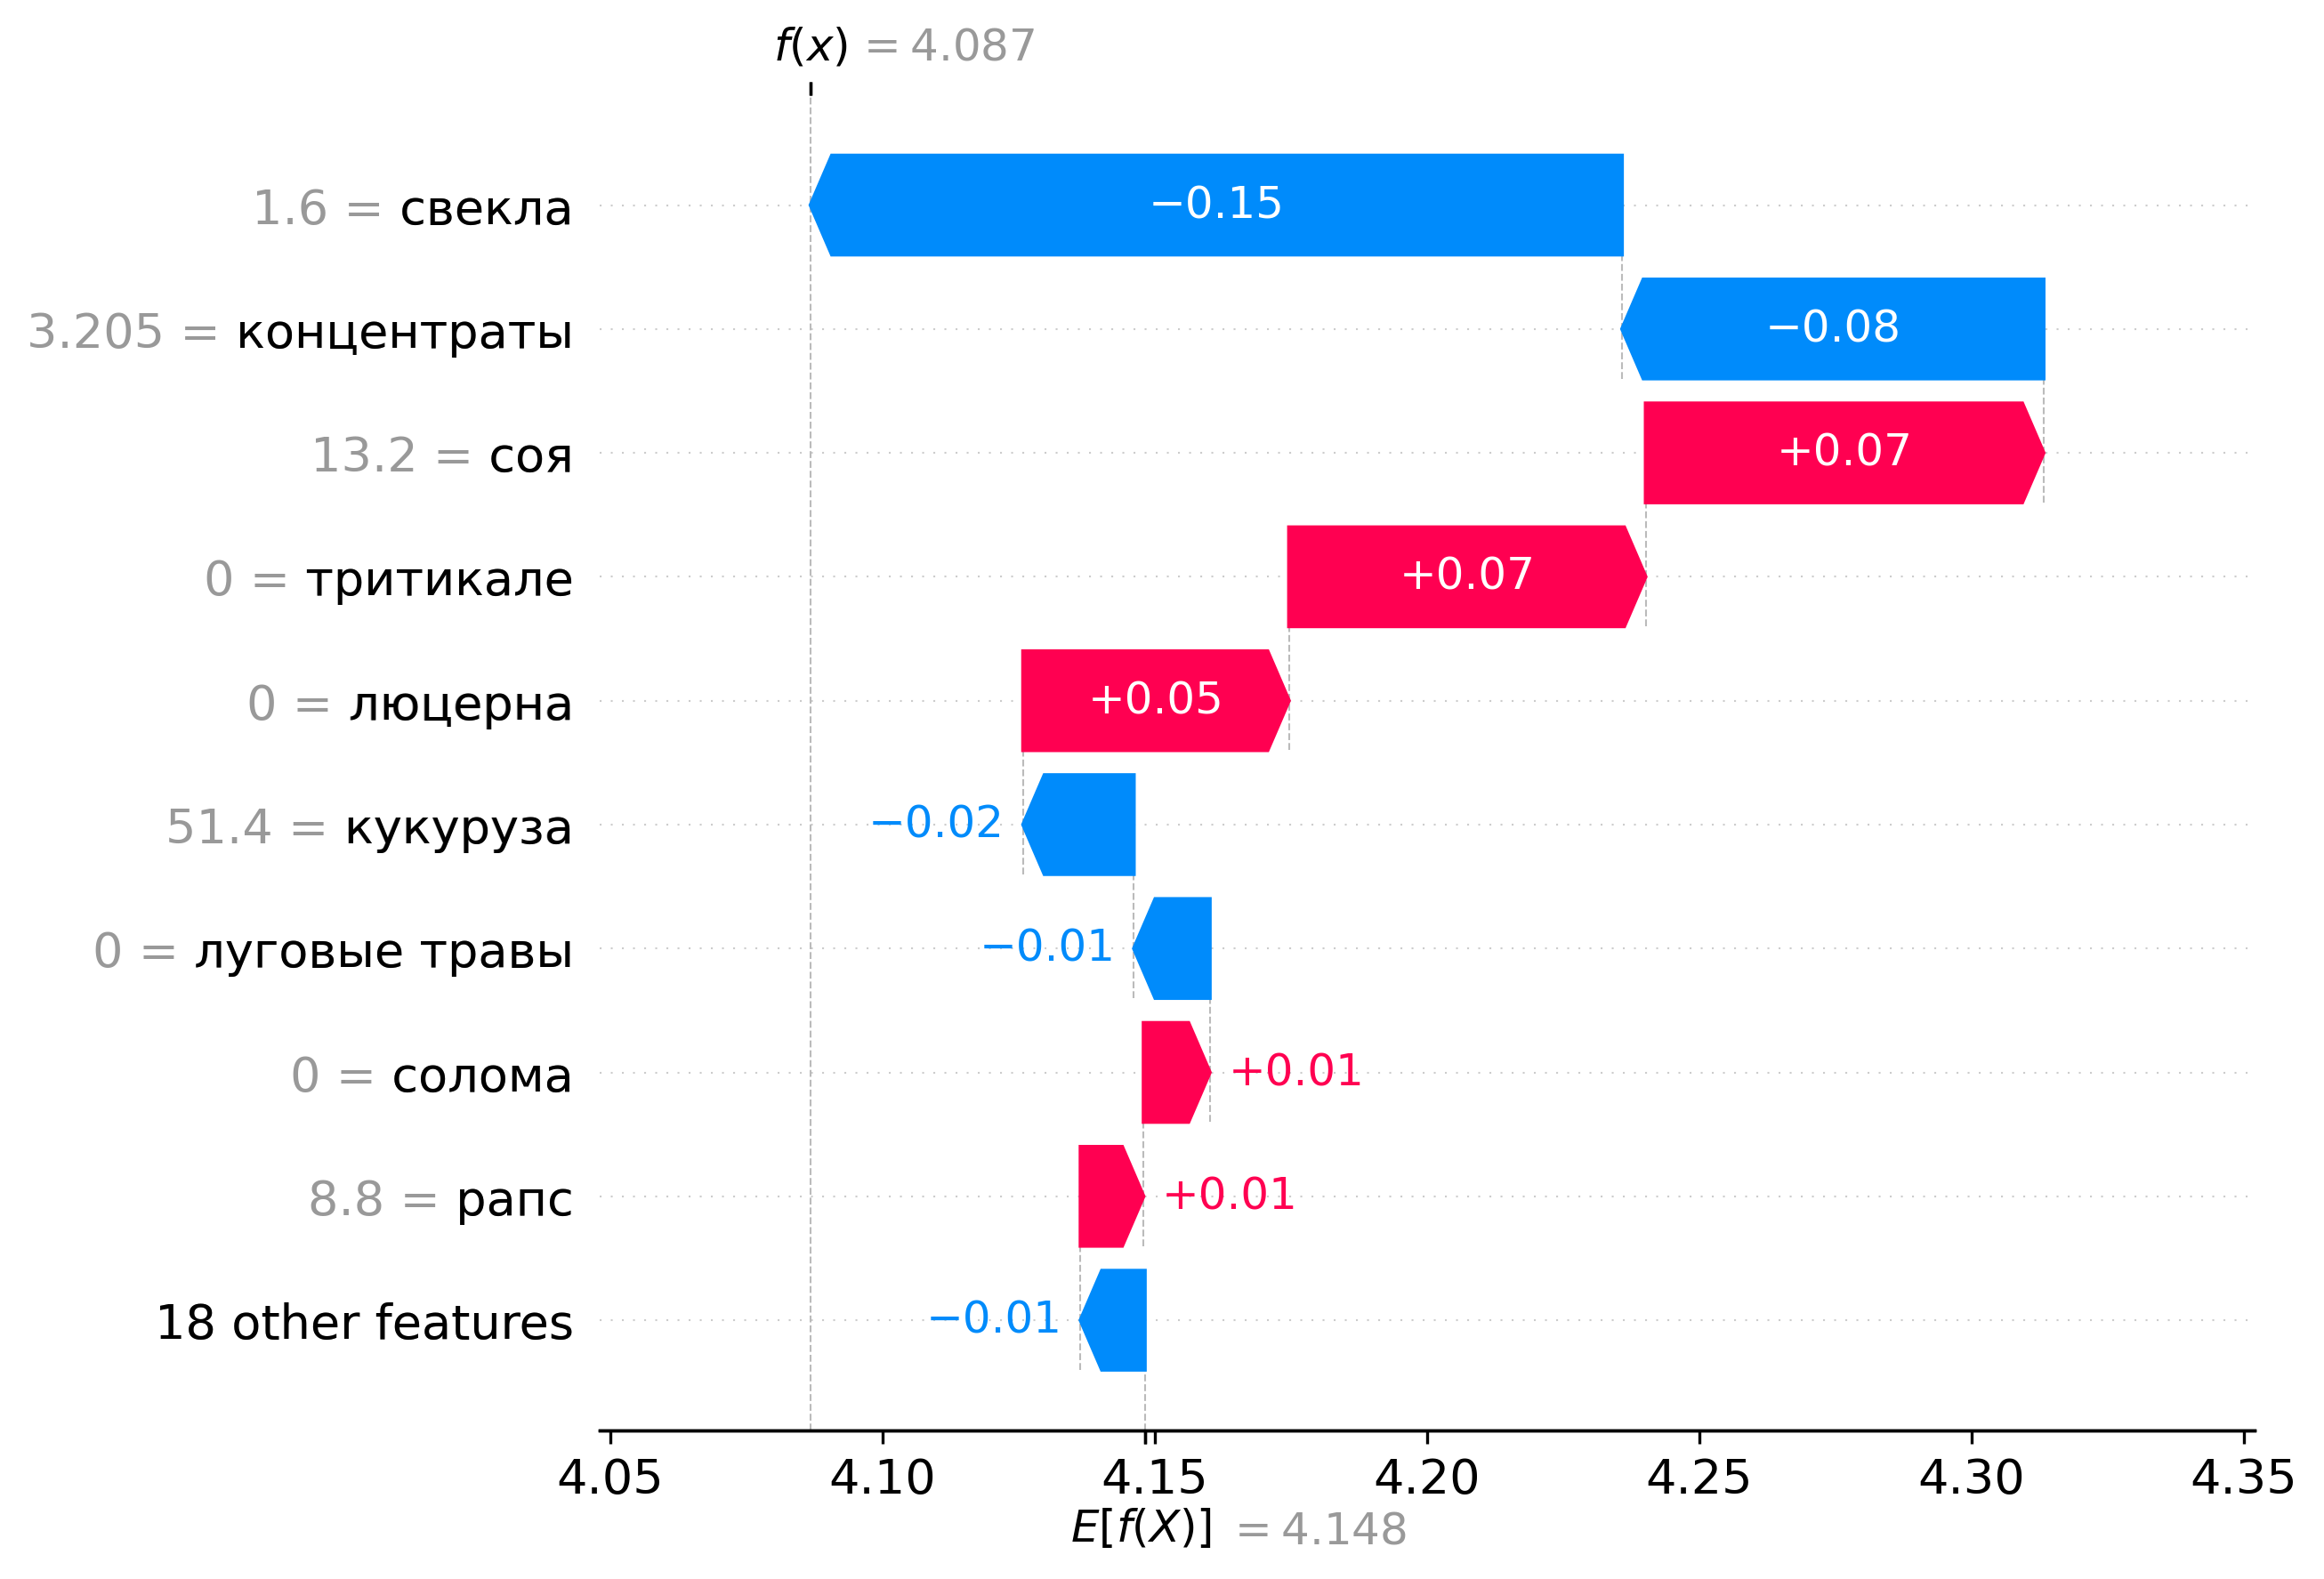 f(x) = 4.087
1.6 = свекла
−0.15
3.205 = концентраты
−0.08
13.2 = соя
+0.07
0 = тритикале
+0.07
0 = люцерна
+0.05
51.4 = кукуруза
−0.02
0 = луговые травы
−0.01
0 = солома
+0.01
8.8 = рапс
+0.01
18 other features
−0.01
4.05 4.10 4.15 4.20 4.25 4.30 4.35
E[f(X)] = 4.148